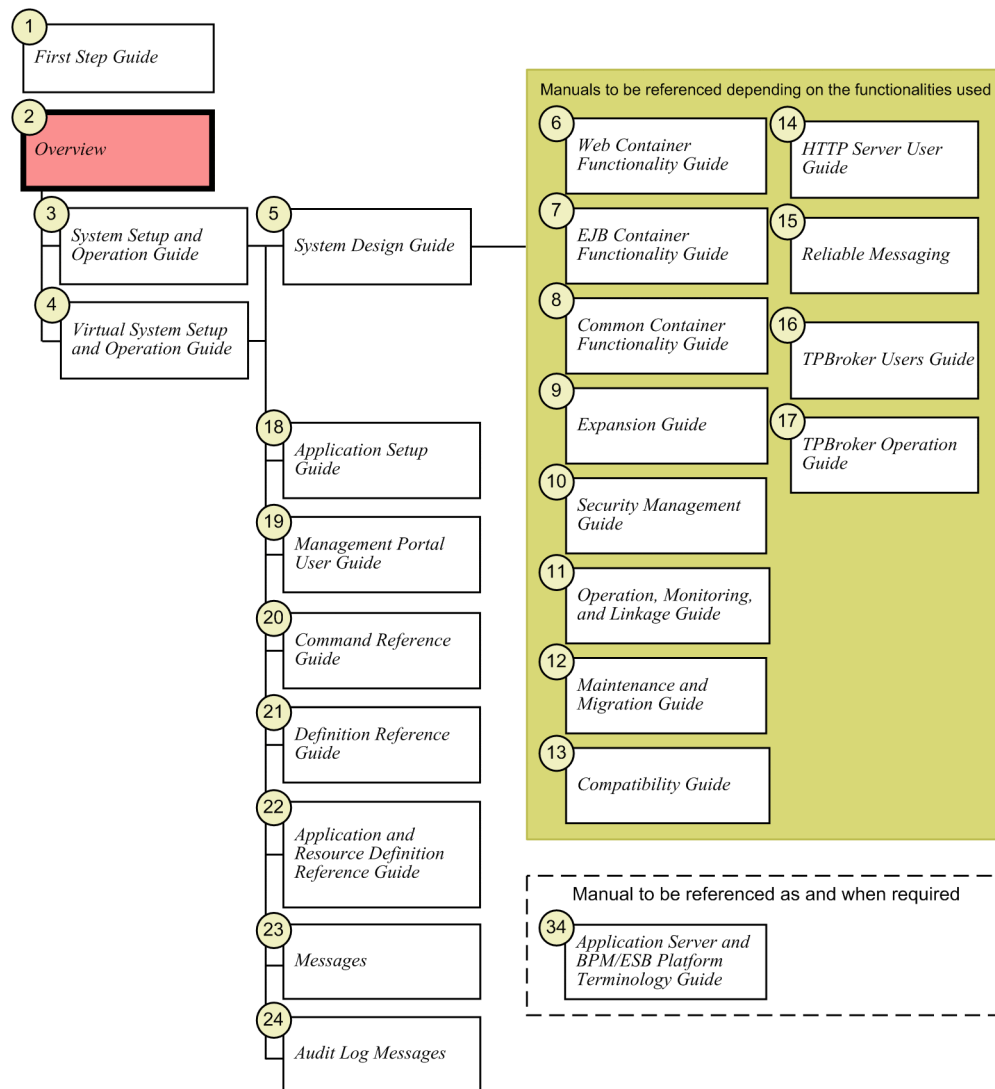 1
First Step Guide
2
Overview
3
System Setup and
Operation Guide
4
Virtual System Setup
and Operation Guide
5
System Design Guide
Manuals to be referenced depending on the functionalities used
6
Web Container
Functionality Guide
7
EJB Container
Functionality Guide
8
Common Container
Functionality Guide
9
Expansion Guide
10
Security Management
Guide
11
Operation, Monitoring,
and Linkage Guide
12
Maintenance and
Migration Guide
13
Compatibility Guide
14
HTTP Server User
Guide
15
Reliable Messaging
16
TPBroker Users Guide
17
TPBroker Operation
Guide
18
Application Setup
Guide
19
Management Portal
User Guide
20
Command Reference
Guide
21
Definition Reference
Guide
22
Application and
Resource Definition
Reference Guide
23
Messages
24
Audit Log Messages
Manual to be referenced as and when required
34
Application Server and
BPM/ESB Platform
Terminology Guide